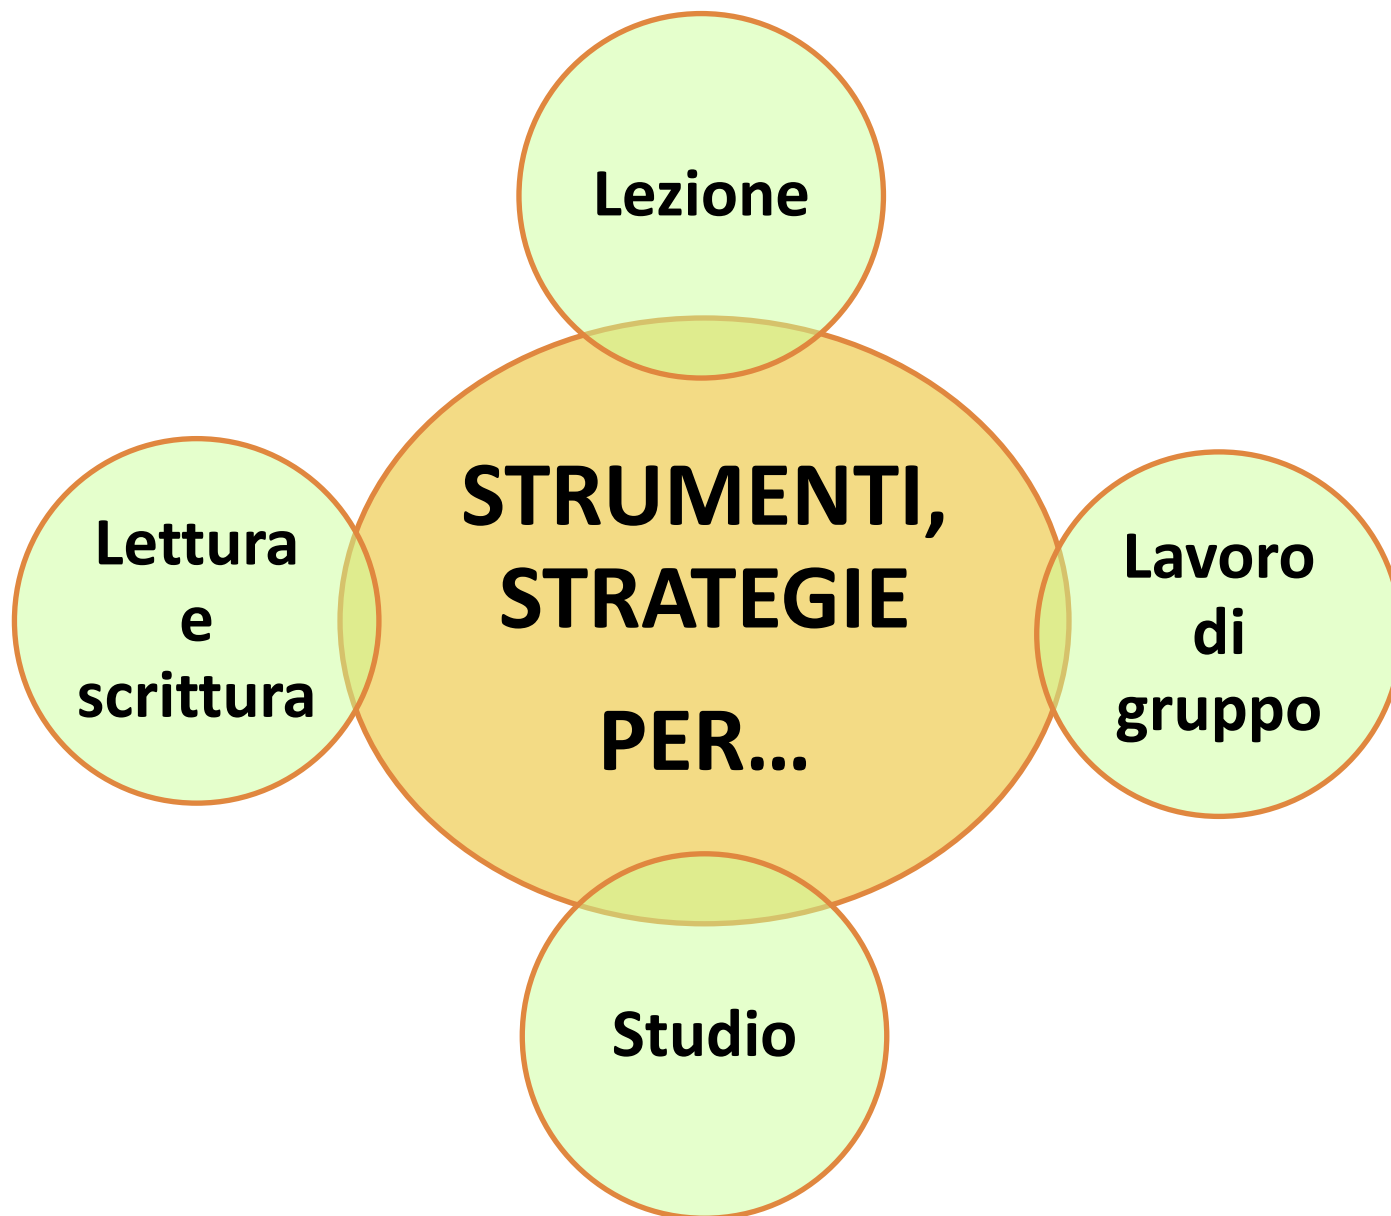 Lezione
STRUMENTI,
STRATEGIE
PER...
Lettura
e
scrittura
Lavoro
di
gruppo
Studio